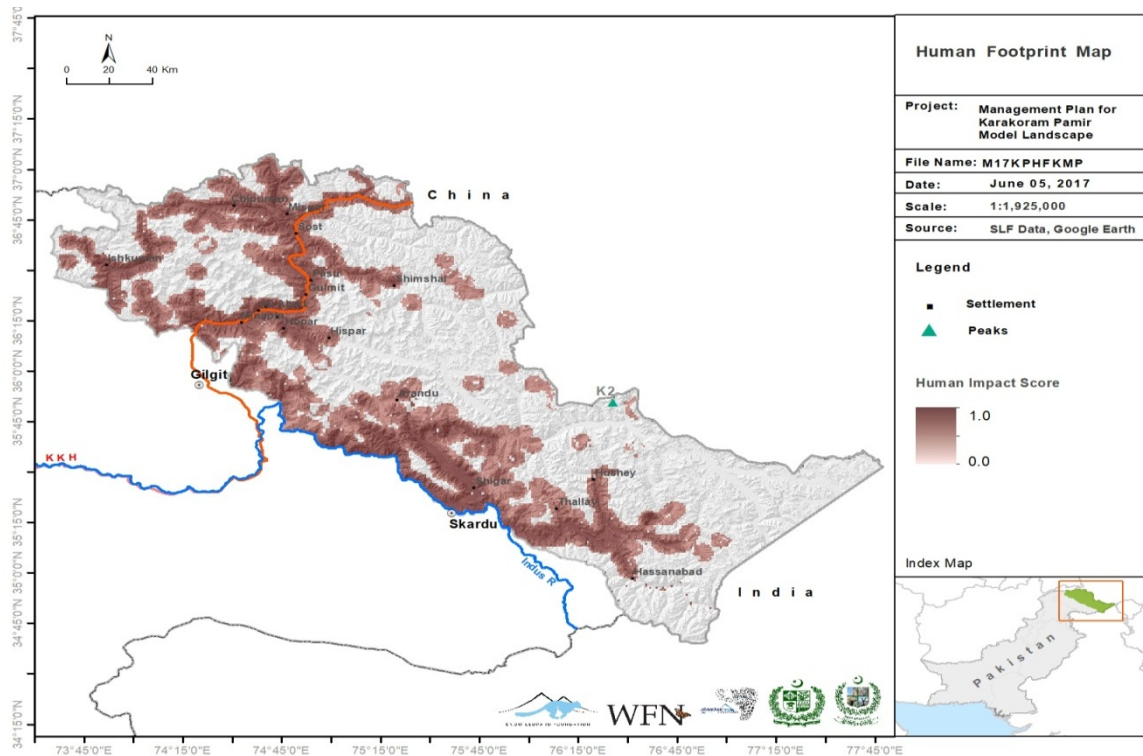 Human Footprint Map
Project: Management Plan for
Karakoram Pamir
Model Landscape
File Name: M17KPHFKMP
Date: June 05, 2017
Scale: 1:1,925,000
Source: SLF Data, Google Earth
Legend
Settlement
Peaks
Human Impact Score
1.0
0.0
Index Map
Pakistan
N
0 20 40 Km
China
Sost
Shimshal
Gulmit
Hispar
Gilgit
K2
K K H
Hushey
Shigar
Thallay
Skardu
Indus R
Hassanabad
India
SNOW LEOPARD FOUNDATION
WFN
37°45'0"N
37°15'0"N
37°0'0"N
36°45'0"N
36°15'0"N
36°0'0"N
35°45'0"N
35°15'0"N
35°0'0"N
34°45'0"N
34°15'0"N
73°45'0"E
74°15'0"E
74°45'0"E
75°15'0"E
75°45'0"E
76°15'0"E
76°45'0"E
77°15'0"E
77°45'0"E